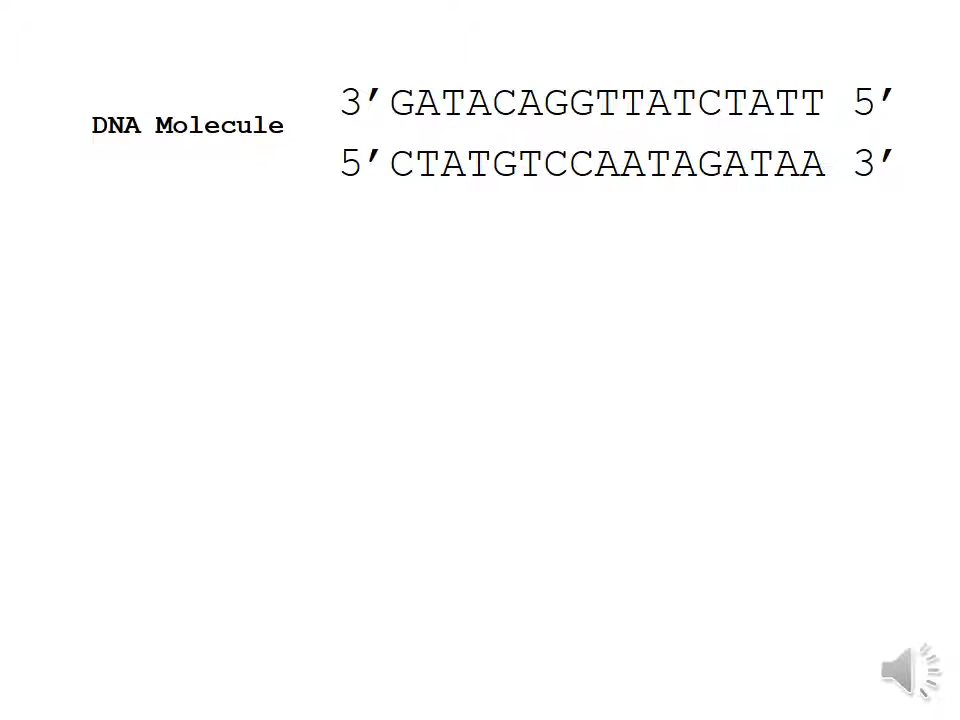 3’GATACAGGTTATCTATT 5’
DNA Molecule
5’CTATGTCCAATAGATAA 3’